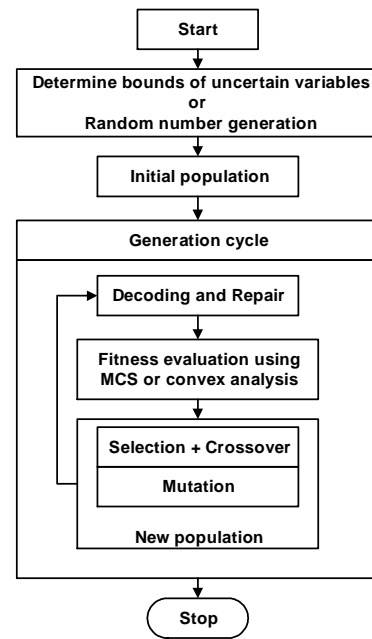 Start
Determine bounds of uncertain variables
or
Random number generation
Initial population
Generation cycle
Decoding and Repair
Fitness evaluation using
MCS or convex analysis
Selection + Crossover
Mutation
New population
Stop